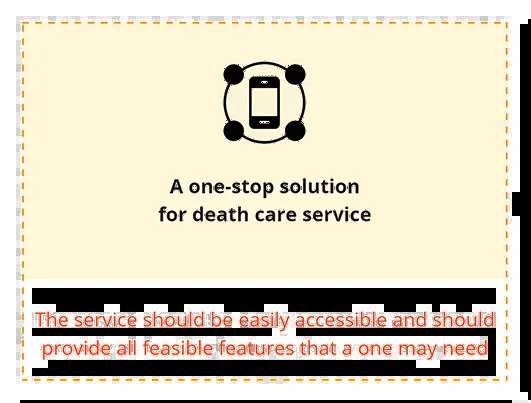 A one-stop solution
for death care service
The service should be easily accessible and should
provide all feasible features that a one may need